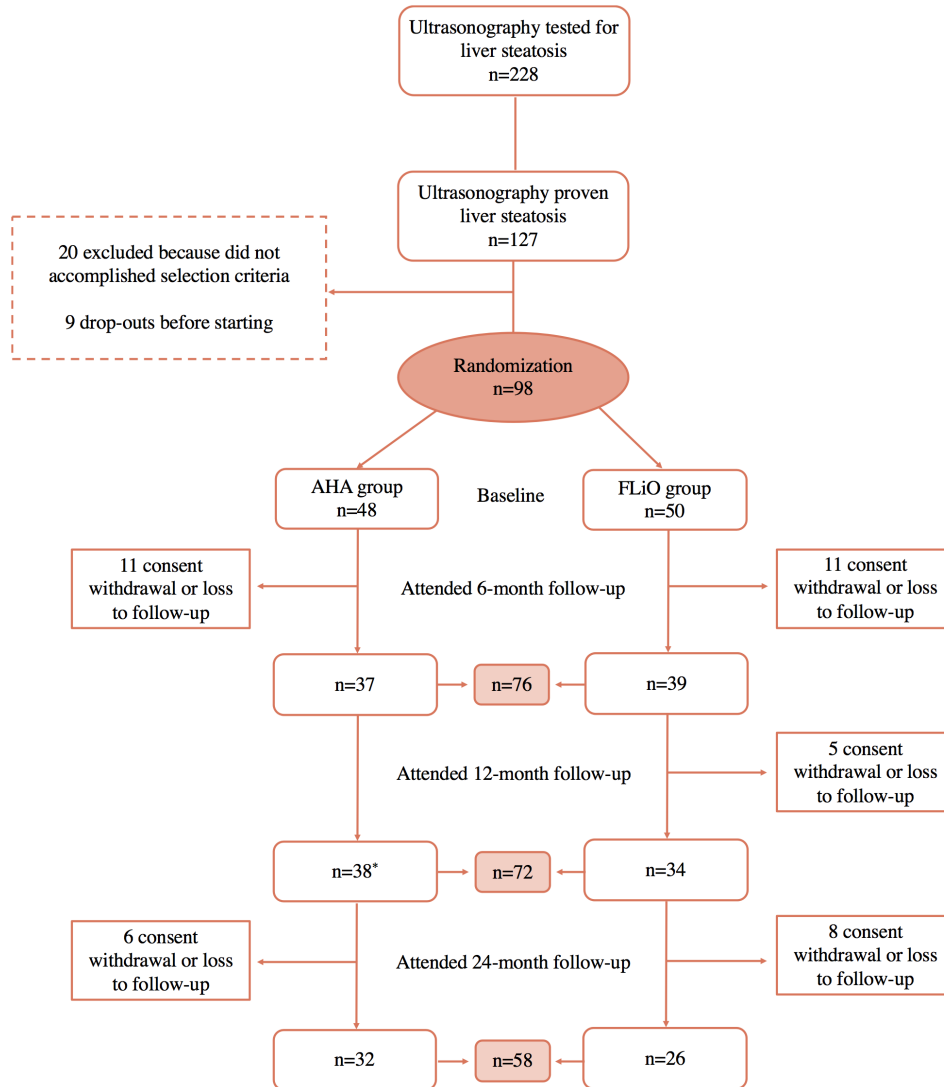 Ultrasonography tested for
liver steatosis
n=228
Ultrasonography proven
liver steatosis
n=127
20 excluded because did not
accomplished selection criteria
9 drop-outs before starting
Randomization
n=98
AHA group
n=48
Baseline
FLiO group
n=50
11 consent
withdrawal or loss
to follow-up
Attended 6-month follow-up
11 consent
withdrawal or loss
to follow-up
n=37
n=76
n=39
Attended 12-month follow-up
5 consent
withdrawal or loss
to follow-up
n=38*
n=72
n=34
6 consent
withdrawal or loss
to follow-up
Attended 24-month follow-up
8 consent
withdrawal or loss
to follow-up
n=32
n=58
n=26